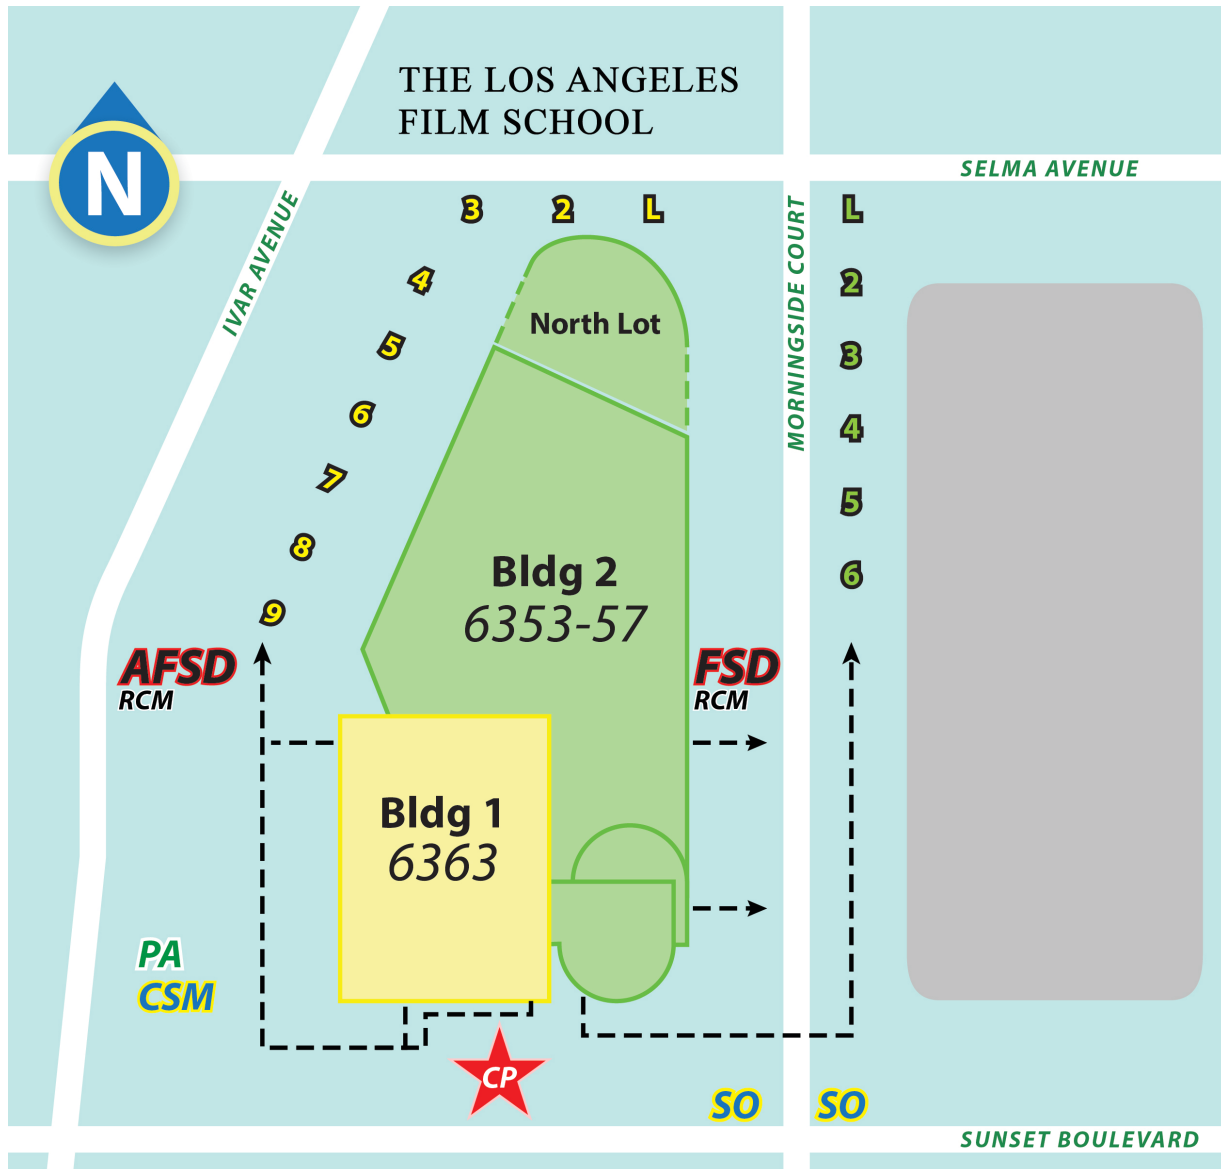 THE LOS ANGELES
FILM SCHOOL
N
SELMA AVENUE
IVAR AVENUE
MORNINGSIDE COURT
3 2 L
4
5
6
7
8
9
L
2
3
4
5
6
North Lot
Bldg 2
6353-57
AFSD
RCM
FSD
RCM
Bldg 1
6363
PA
CSM
CP
SO SO
SUNSET BOULEVARD